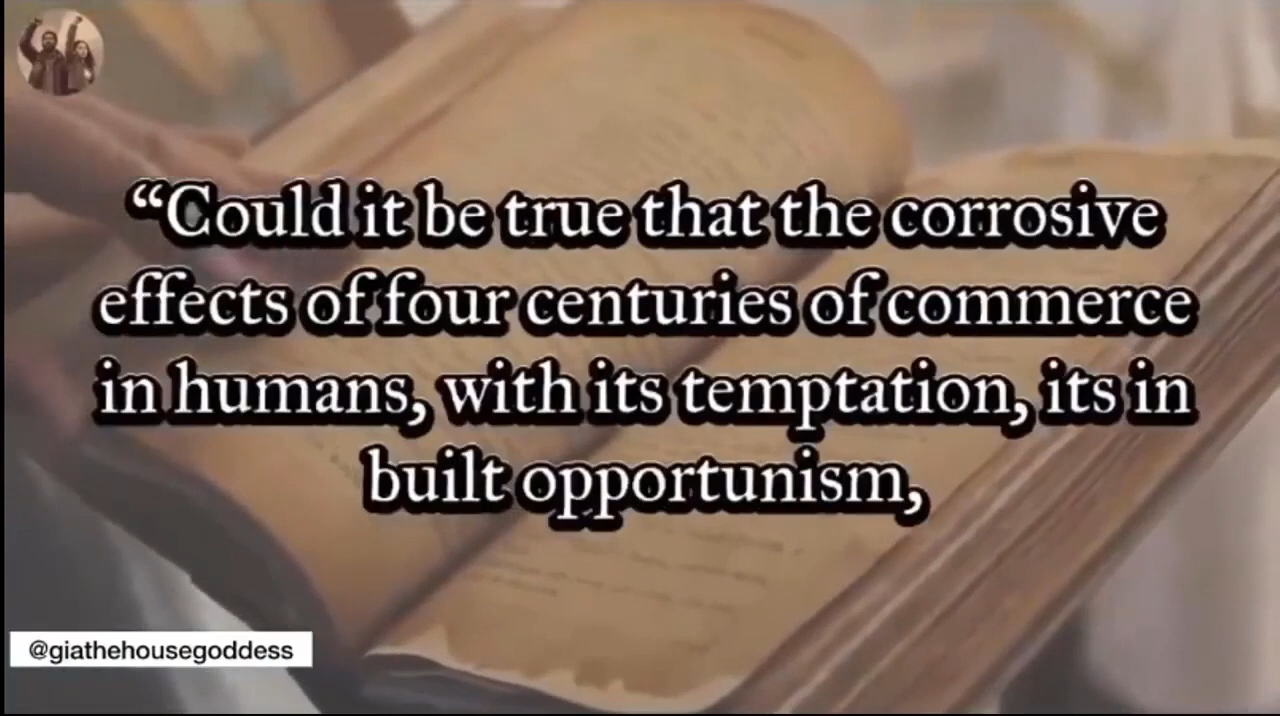 “Could it be true that the corrosive
effects of four centuries of commerce
in humans, with its temptation, its in
built opportunism,
@giathehousegoddess